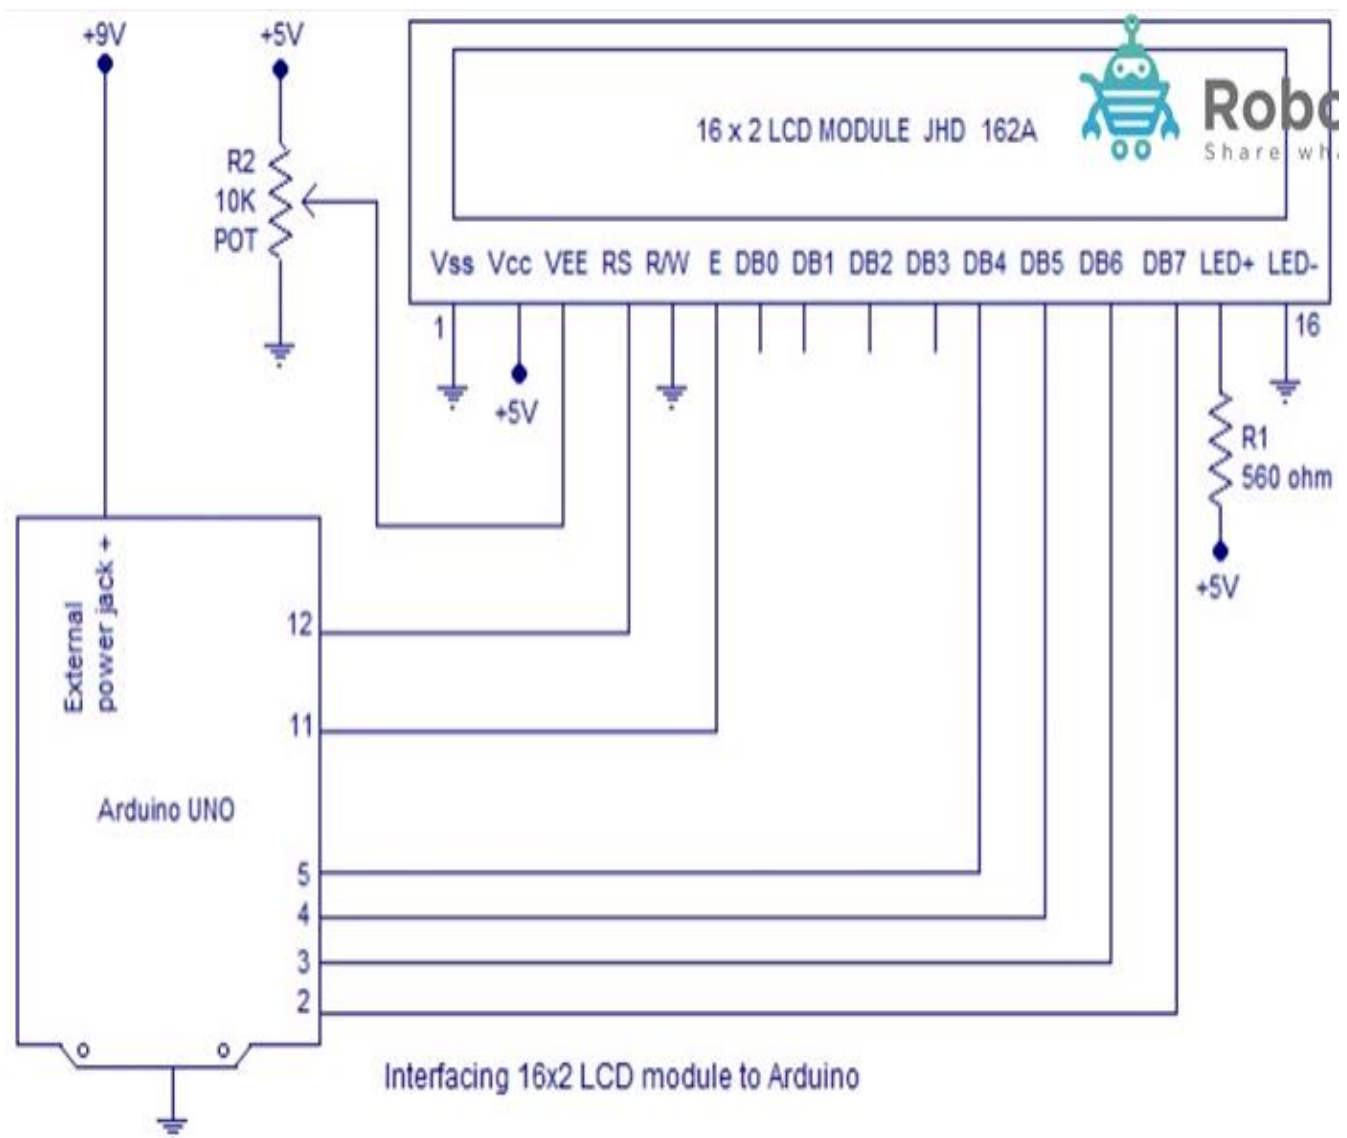 +9V
+5V
R2
10K
POT
16 x 2 LCD MODULE JHD 162A
Share
Vss Vcc VEE RS R/W E DB0 DB1 DB2 DB3 DB4 DB5 DB6 DB7 LED+ LED-
1
16
+5V
R1
560 ohm
+5V
External
power jack +
12
11
Arduino UNO
5
4
3
2
Interfacing 16x2 LCD module to Arduino